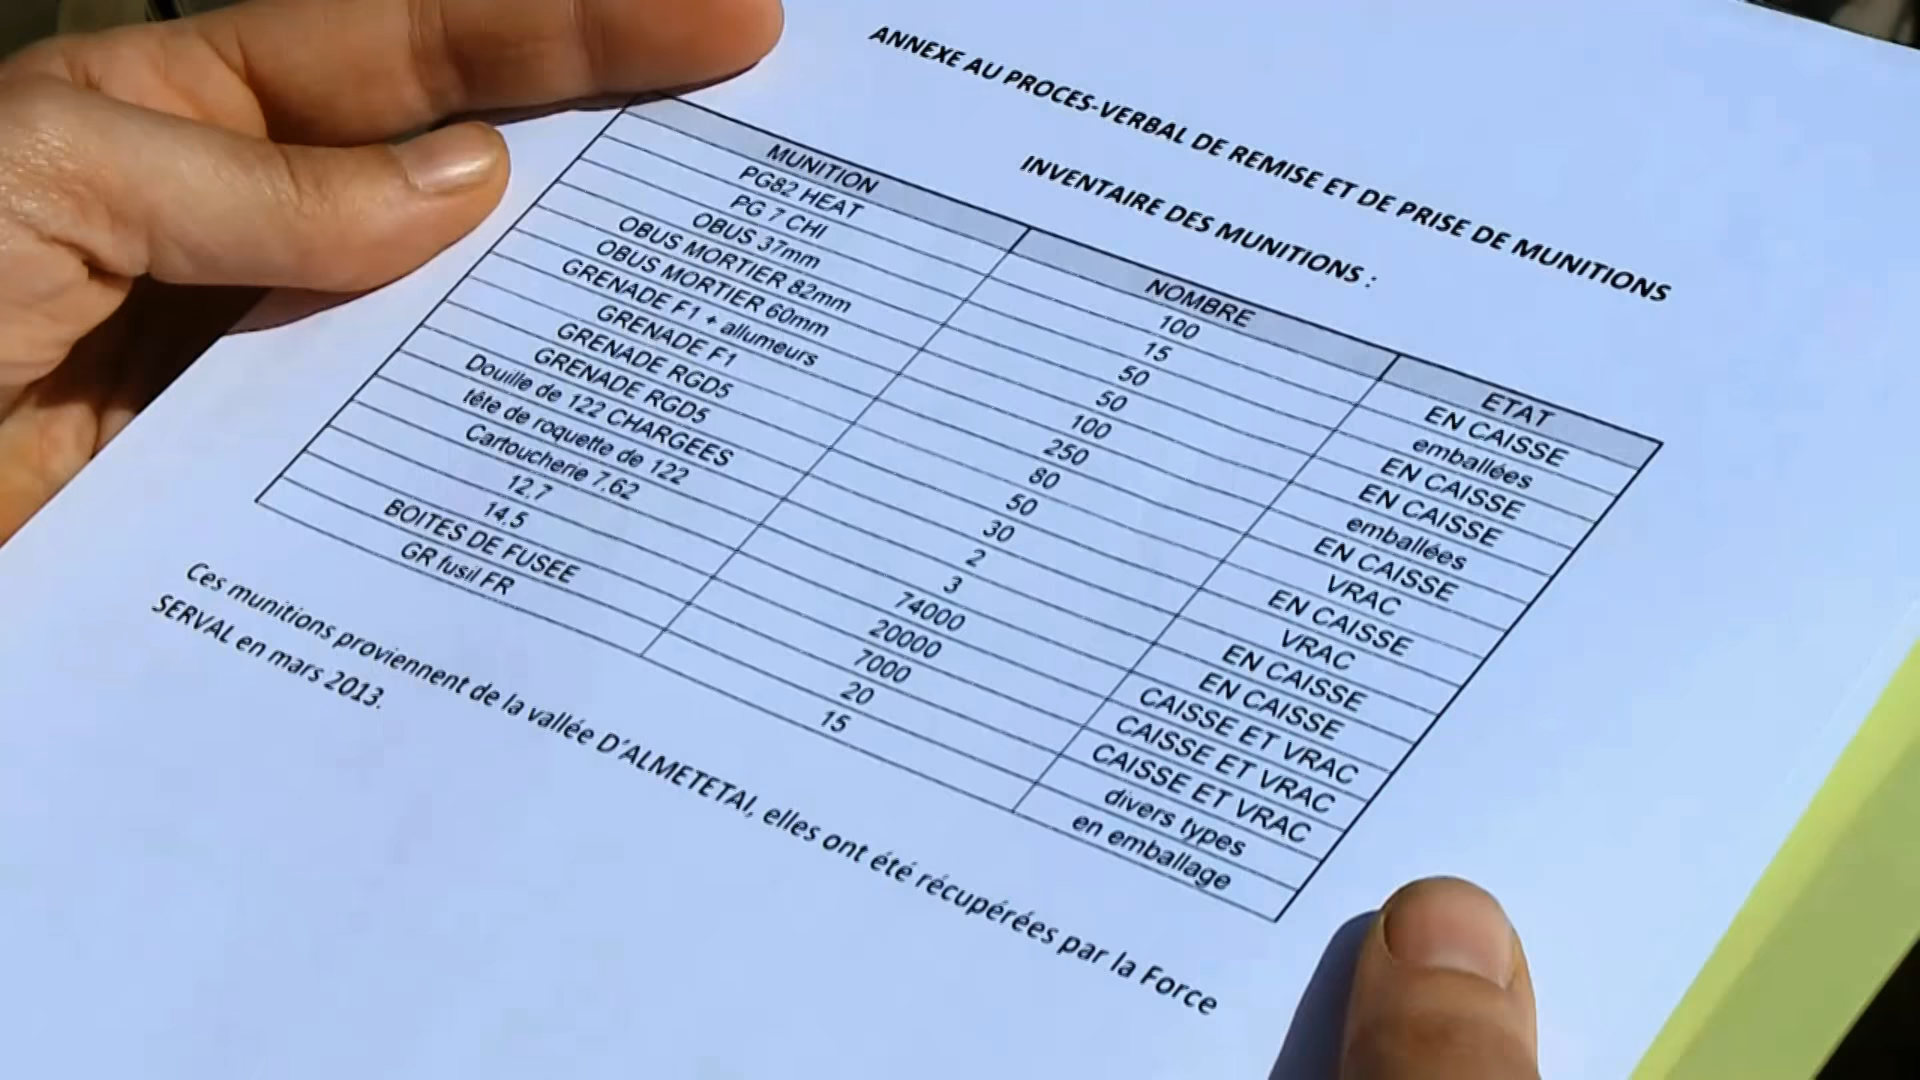 ANNEXE AU PROCES-VERBAL DE REMISE ET DE PRISE DE MUNITIONS
INVENTAIRE DES MUNITIONS :
MUNITION NOMBRE ETAT
PG82 HEAT 100 EN CAISSE
PG 7 CHI 15 emballées
OBUS 37mm 50 EN CAISSE
OBUS MORTIER 82mm 50 EN CAISSE
OBUS MORTIER 60mm 100 emballées
GRENADE F1 + allumeurs 250 EN CAISSE
GRENADE F1 80 VRAC
GRENADE RGD5 50 EN CAISSE
GRENADE RGD5 30 VRAC
Douille de 122 CHARGEES 2 EN CAISSE
tête de roquette de 122 3 EN CAISSE
Cartoucherie 7.62 74000 CAISSE ET VRAC
12.7 20000 CAISSE ET VRAC
14.5 7000 CAISSE ET VRAC
BOITES DE FUSEE 20 divers types
GR fusil FR 15 en emballage
Ces munitions proviennent de la vallée D'ALMETETAI, elles ont été récupérées par la Force
SERVAL en mars 2013.